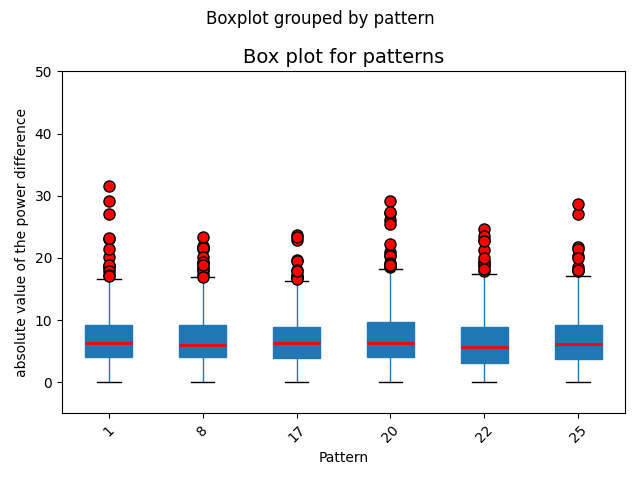 Boxplot grouped by pattern
Box plot for patterns
absolute value of the power difference
50
40
30
20
10
0
1 8 17 20 22 25
Pattern